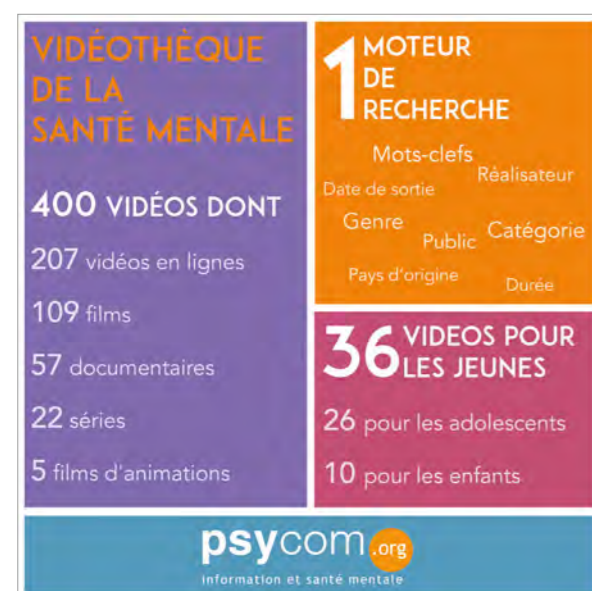 VIDÉOTHÈQUE
DE LA
SANTÉ MENTALE
400 VIDÉOS DONT
207 vidéos en lignes
109 films
57 documentaires
22 séries
5 films d'animations
1 MOTEUR
DE
RECHERCHE
Mots-clefs
Réalisateur
Date de sortie
Genre
Public
Catégorie
Pays d'origine
Durée
36 VIDEOS POUR
LES JEUNES
26 pour les adolescents
10 pour les enfants
psycom.org
information et santé mentale